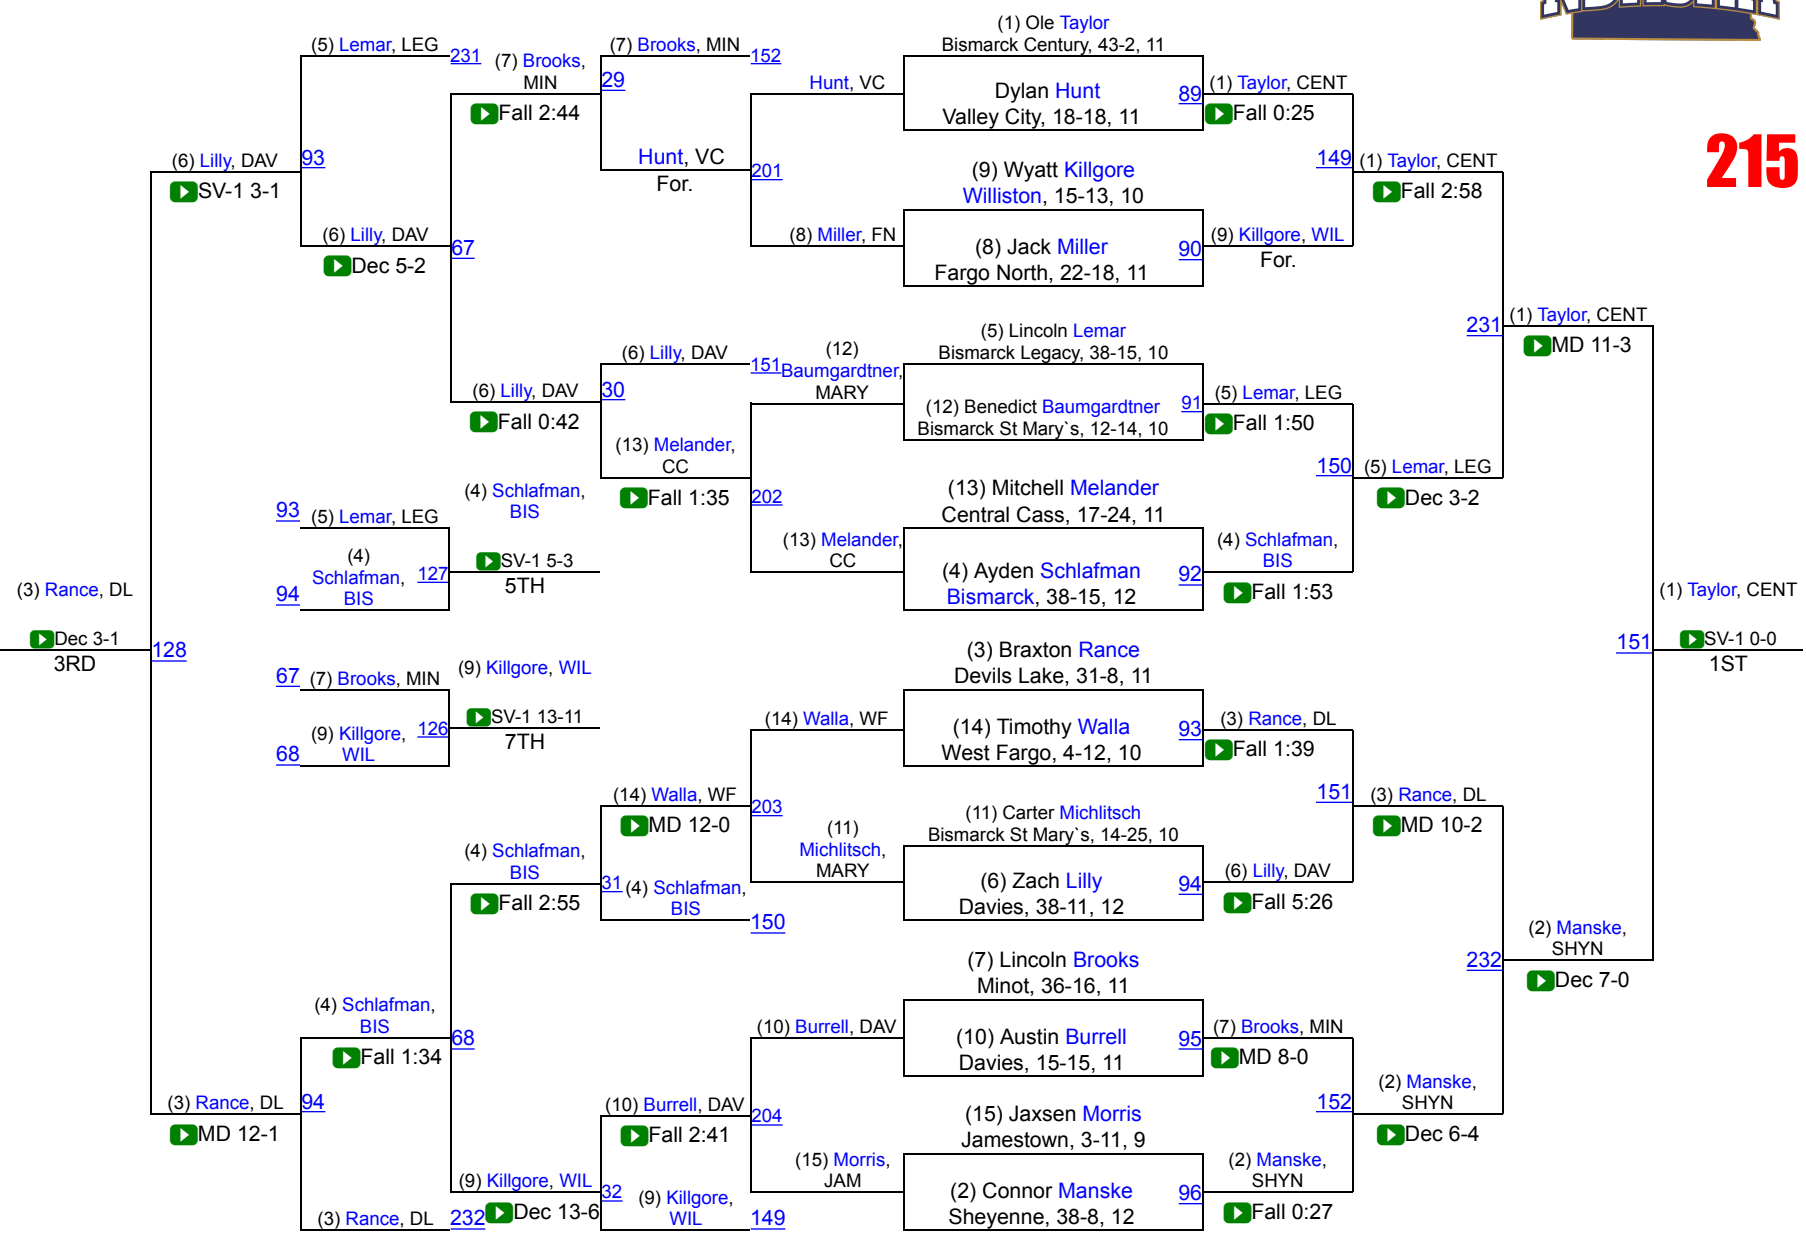 NDHSAA
215
(5) Lemar, LEG
231
(7) Brooks,
MIN
29
Fall 2:44
(7) Brooks, MIN
152
Hunt, VC
(1) Ole Taylor
Bismarck Century, 43-2, 11
Dylan Hunt
Valley City, 18-18, 11
89
(1) Taylor, CENT
Fall 0:25
(6) Lilly, DAV
93
SV-1 3-1
Hunt, VC
For.
201
(9) Wyatt Killgore
Williston, 15-13, 10
149
(1) Taylor, CENT
Fall 2:58
(6) Lilly, DAV
67
Dec 5-2
(8) Miller, FN
(8) Jack Miller
Fargo North, 22-18, 11
90
(9) Killgore, WIL
For.
231
(1) Taylor, CENT
MD 11-3
(6) Lilly, DAV
151
(12)
Baumgardtner,
MARY
(5) Lincoln Lemar
Bismarck Legacy, 38-15, 10
(6) Lilly, DAV
30
Fall 0:42
(12) Benedict Baumgardtner
Bismarck St Mary`s, 12-14, 10
91
(5) Lemar, LEG
Fall 1:50
(13) Melander,
CC
Fall 1:35
202
(13) Mitchell Melander
Central Cass, 17-24, 11
150
(5) Lemar, LEG
Dec 3-2
93
(5) Lemar, LEG
(4) Schlafman,
BIS
(4)
Schlafman,
BIS
127
94
SV-1 5-3
5TH
(13) Melander,
CC
(4) Ayden Schlafman
Bismarck, 38-15, 12
92
(4) Schlafman,
BIS
Fall 1:53
(3) Rance, DL
Dec 3-1
3RD
128
(1) Taylor, CENT
151
SV-1 0-0
1ST
67
(7) Brooks, MIN
(9) Killgore, WIL
(9) Killgore,
WIL
126
68
SV-1 13-11
7TH
(3) Braxton Rance
Devils Lake, 31-8, 11
(14) Walla, WF
(14) Timothy Walla
West Fargo, 4-12, 10
93
(3) Rance, DL
Fall 1:39
(14) Walla, WF
203
MD 12-0
(11) Carter Michlitsch
Bismarck St Mary`s, 14-25, 10
151
(3) Rance, DL
MD 10-2
(4) Schlafman,
BIS
Fall 2:55
31
(4) Schlafman,
BIS
150
(11)
Michlitsch,
MARY
(6) Zach Lilly
Davies, 38-11, 12
94
(6) Lilly, DAV
Fall 5:26
(7) Lincoln Brooks
Minot, 36-16, 11
232
(2) Manske,
SHYN
Dec 7-0
(4) Schlafman,
BIS
68
Fall 1:34
(10) Burrell, DAV
(10) Austin Burrell
Davies, 15-15, 11
95
(7) Brooks, MIN
MD 8-0
(3) Rance, DL
94
MD 12-1
(10) Burrell, DAV
204
Fall 2:41
(15) Jaxsen Morris
Jamestown, 3-11, 9
152
(2) Manske,
SHYN
Dec 6-4
(9) Killgore, WIL
32
Dec 13-6
(9) Killgore,
WIL
149
(15) Morris,
JAM
(2) Connor Manske
Sheyenne, 38-8, 12
96
(2) Manske,
SHYN
Fall 0:27
(3) Rance, DL
232